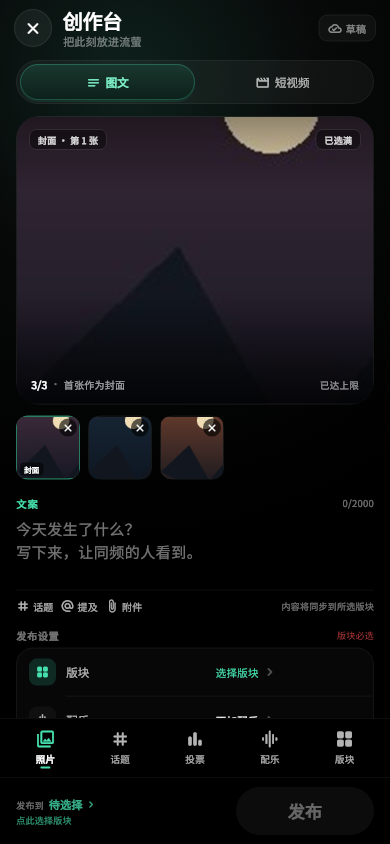 创作台
把此刻放进流萤
草稿
图文
短视频
封面 · 第 1 张
已选满
3/3 · 首张作为封面
已达上限
封面
文案
0/2000
今天发生了什么？
写下来，让同频的人看到。
话题
提及
附件
内容将同步到所选版块
发布设置
版块必选
版块
选择版块
照片
话题
投票
配乐
版块
发布到 待选择
点此选择版块
发布